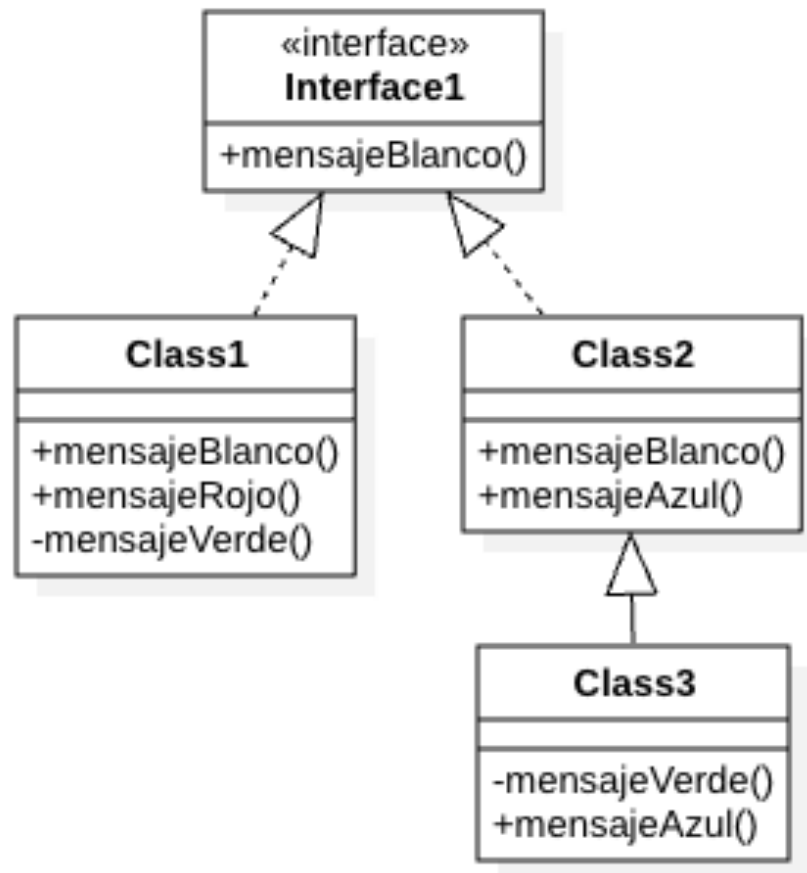 «interface»
Interface1
+mensajeBlanco()
Class1
+mensajeBlanco()
+mensajeRojo()
-mensajeVerde()
Class2
+mensajeBlanco()
+mensajeAzul()
Class3
-mensajeVerde()
+mensajeAzul()